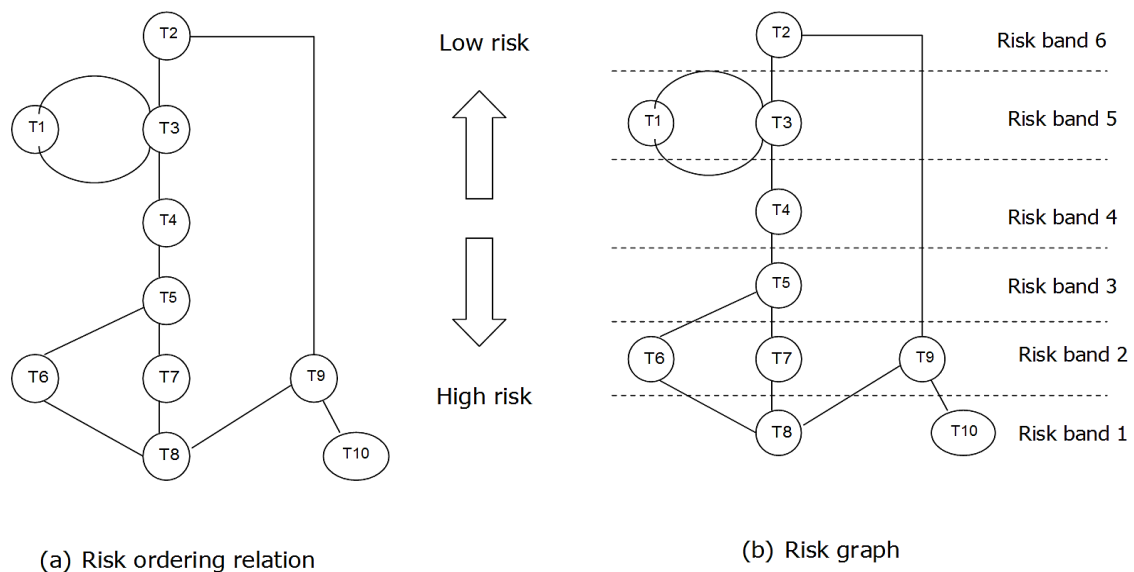 T2
T1
T3
T4
T5
T6
T7
T9
T8
T10
Low risk
High risk
(a) Risk ordering relation
T2
Risk band 6
T1
T3
Risk band 5
T4
Risk band 4
T5
Risk band 3
T6
T7
T9
Risk band 2
T8
T10
Risk band 1
(b) Risk graph